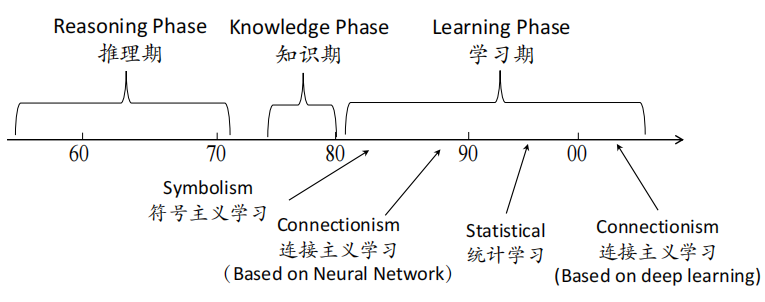 Reasoning Phase
推理期
Knowledge Phase
知识期
Learning Phase
学习期
60
70
80
90
00
Symbolism
符号主义学习
Connectionism
连接主义学习
（Based on Neural Network）
Statistical
统计学习
Connectionism
连接主义学习
(Based on deep learning)